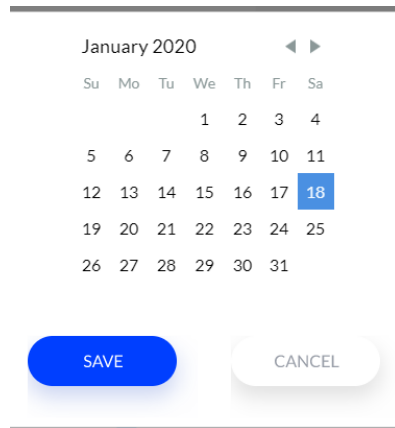 January 2020
Su Mo Tu We Th Fr Sa
1 2 3 4
5 6 7 8 9 10 11
12 13 14 15 16 17 18
19 20 21 22 23 24 25
26 27 28 29 30 31
SAVE CANCEL